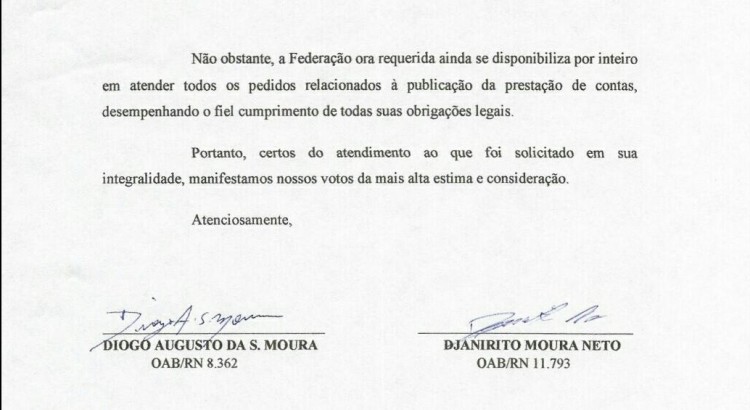 Não obstante, a Federação ora requerida ainda se disponibiliza por inteiro
em atender todos os pedidos relacionados à publicação da prestação de contas,
desempenhando o fiel cumprimento de todas suas obrigações legais.
Portanto, certos do atendimento ao que foi solicitado em sua
integralidade, manifestamos nossos votos da mais alta estima e consideração.
Atenciosamente,
Diogo A. S. Moura
DIOGO AUGUSTO DA S. MOURA
OAB/RN 8.362
DJANIRITO MOURA NETO
OAB/RN 11.793